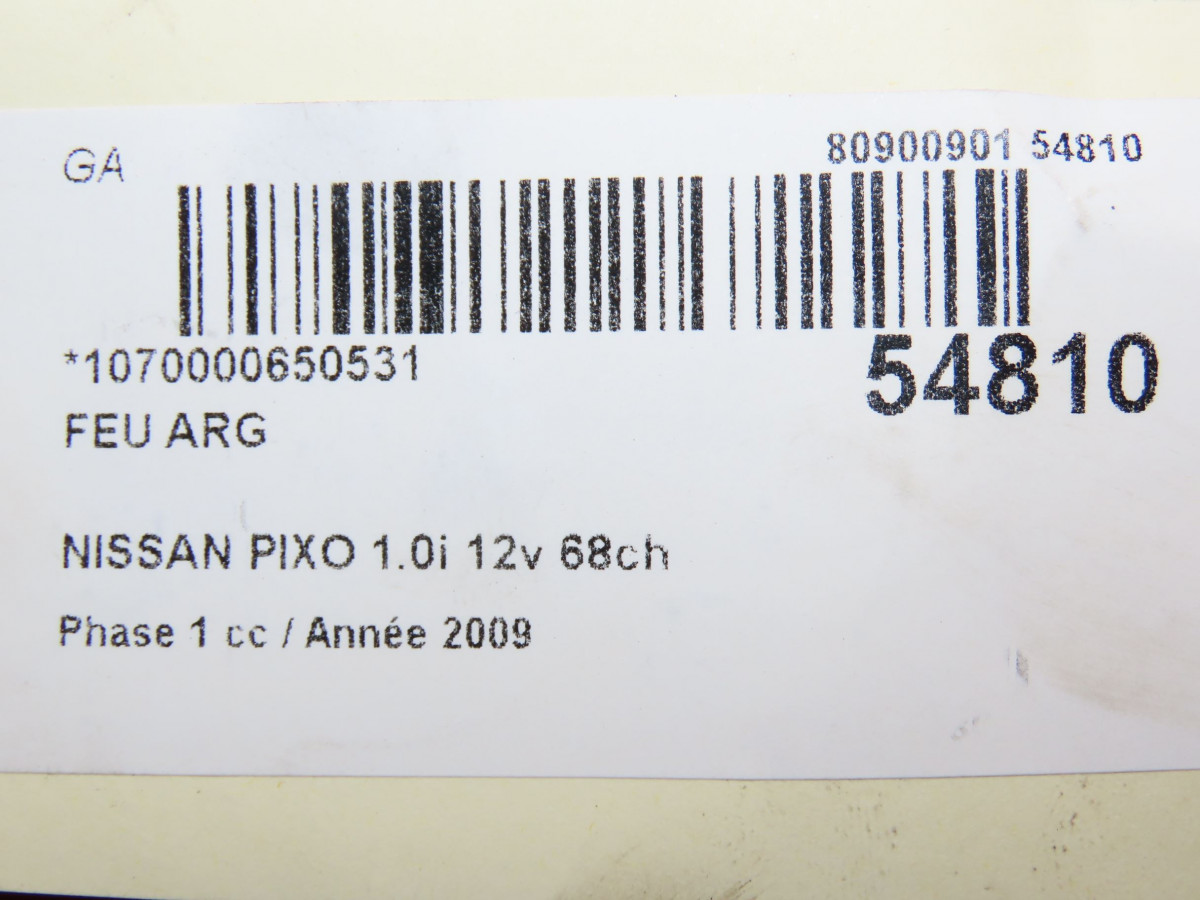 GA
80900901 54810
*1070000650531
54810
FEU ARG
NISSAN PIXO 1.0i 12v 68ch
Phase 1 cc / Année 2009